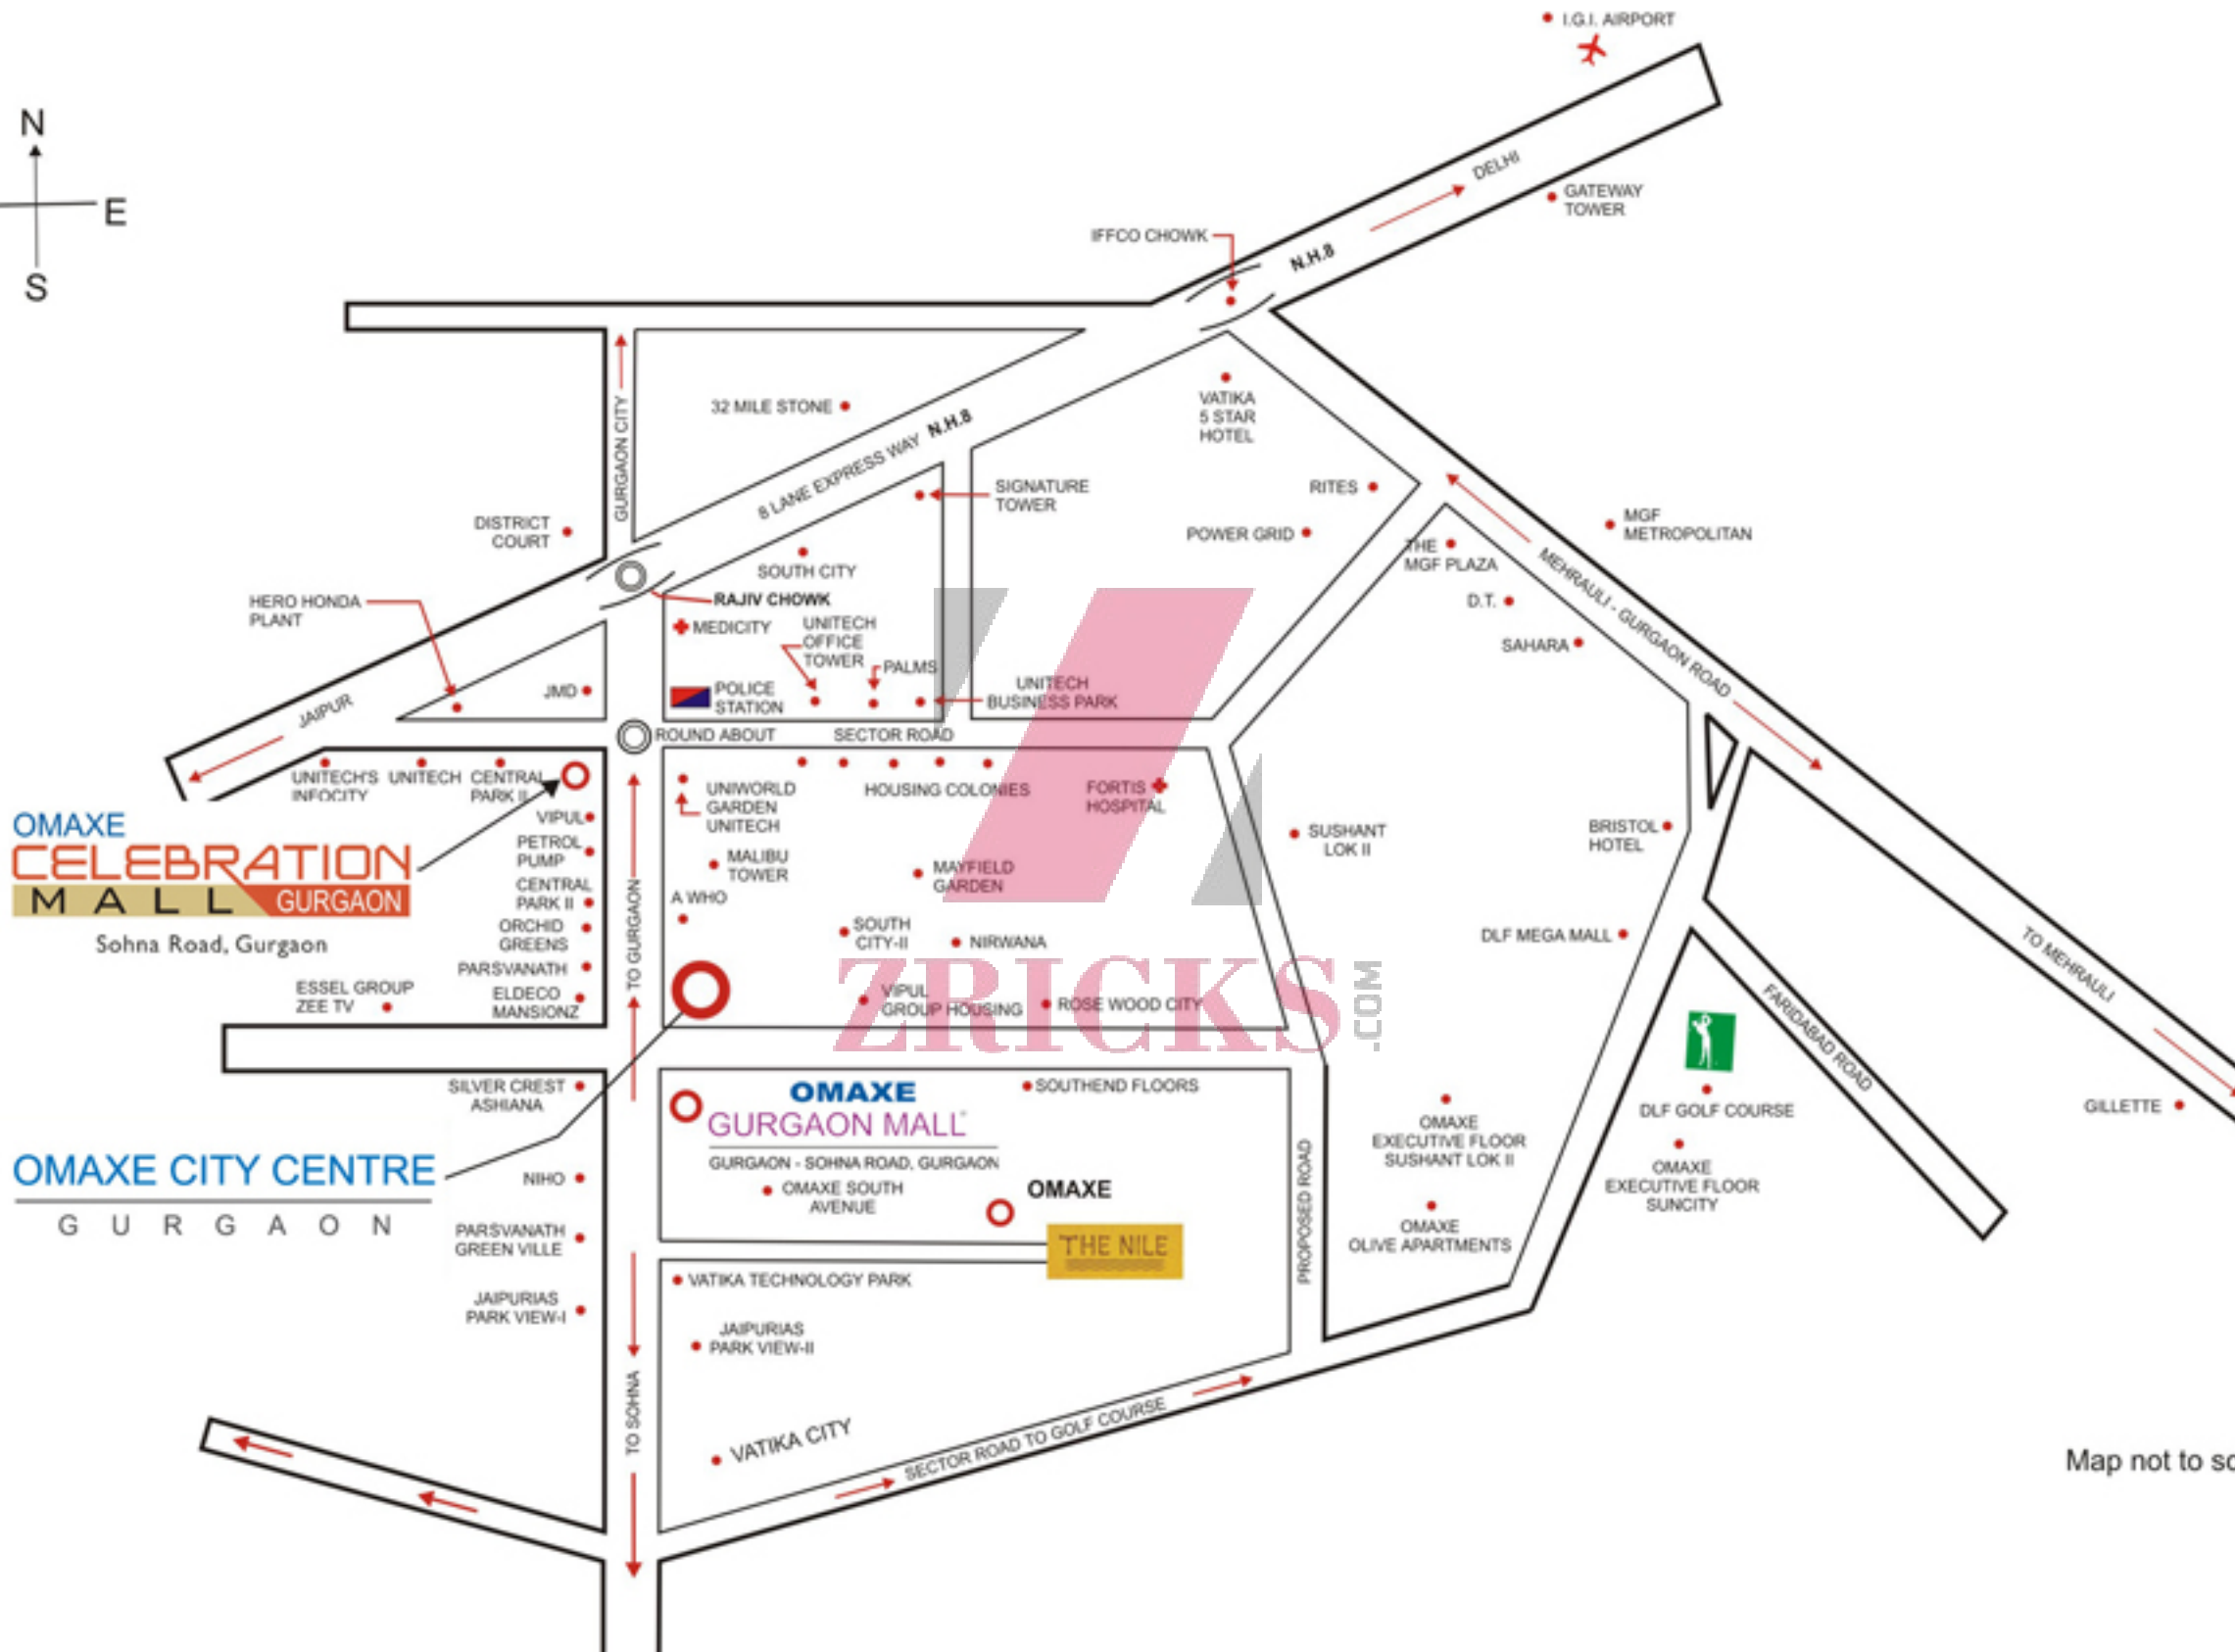 I.G.I. AIRPORT
N
E
S
DELHI
GATEWAY
TOWER
IFFCO CHOWK
N.H.8
32 MILE STONE
GURGAON CITY
8 LANE EXPRESS WAY N.H.8
VATIKA
5 STAR
HOTEL
SIGNATURE
TOWER
RITES
POWER GRID
MGF
METROPOLITAN
DISTRICT
COURT
THE
MGF PLAZA
SOUTH CITY
MEHRAULI - GURGAON ROAD
HERO HONDA
PLANT
RAJIV CHOWK
D.T.
MEDICITY
UNITECH
OFFICE
TOWER
SAHARA
PALMS
JMD
POLICE
STATION
UNITECH
BUSINESS PARK
JAIPUR
ROUND ABOUT
SECTOR ROAD
UNITECH'S
INFOCITY
UNITECH
CENTRAL
PARK II
UNIWORLD
GARDEN
UNITECH
HOUSING COLONIES
FORTIS
HOSPITAL
OMAXE
CELEBRATION
MALL GURGAON
Sohna Road, Gurgaon
VIPUL
PETROL
PUMP
CENTRAL
PARK II
ORCHID
GREENS
PARSVANATH
ELDECO
MANSIONZ
ESSEL GROUP
ZEE TV
TO GURGAON
MALIBU
TOWER
A WHO
MAYFIELD
GARDEN
SOUTH
CITY-II
NIRWANA
VIPUL
GROUP HOUSING
ROSE WOOD CITY
ZRICKS
.COM
SUSHANT
LOK II
BRISTOL
HOTEL
DLF MEGA MALL
TO MEHRAULI
FARIDABAD ROAD
SILVER CREST
ASHIANA
OMAXE
GURGAON MALL
GURGAON - SOHNA ROAD, GURGAON
SOUTHEND FLOORS
OMAXE SOUTH
AVENUE
OMAXE
THE NILE
OMAXE CITY CENTRE
GURGAON
NIHO
PARSVANATH
GREEN VILLE
JAIPURIAS
PARK VIEW-I
PROPOSED ROAD
OMAXE
EXECUTIVE FLOOR
SUSHANT LOK II
OMAXE
OLIVE APARTMENTS
DLF GOLF COURSE
OMAXE
EXECUTIVE FLOOR
SUNCITY
GILLETTE
VATIKA TECHNOLOGY PARK
JAIPURIAS
PARK VIEW-II
TO SOHNA
VATIKA CITY
SECTOR ROAD TO GOLF COURSE
Map not to